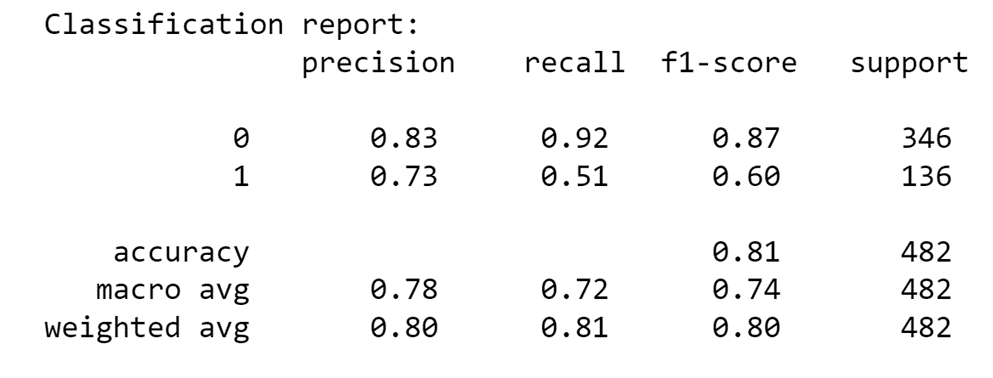 Classification report:
precision recall f1-score support
0 0.83 0.92 0.87 346
1 0.73 0.51 0.60 136
accuracy 0.81 482
macro avg 0.78 0.72 0.74 482
weighted avg 0.80 0.81 0.80 482